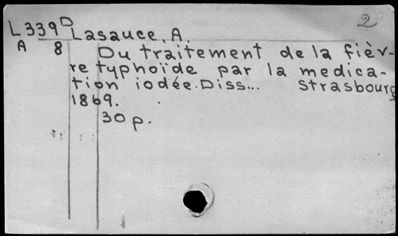 L339D Lasauce, A. 2
A 8 Du traitement de la fièv-
re typhoïde par la medica-
tion iodée. Diss... Strasbourg
1869.
30 p.